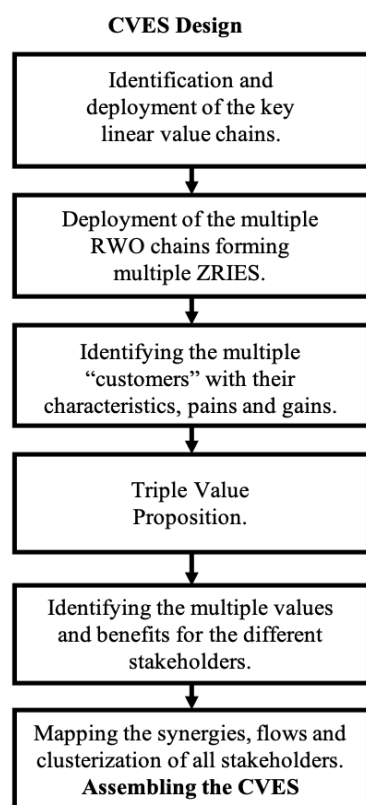 CVES Design
Identification and
deployment of the key
linear value chains.
Deployment of the multiple
RWO chains forming
multiple ZRIES.
Identifying the multiple
“customers” with their
characteristics, pains and gains.
Triple Value
Proposition.
Identifying the multiple values
and benefits for the different
stakeholders.
Mapping the synergies, flows and
clusterization of all stakeholders.
Assembling the CVES